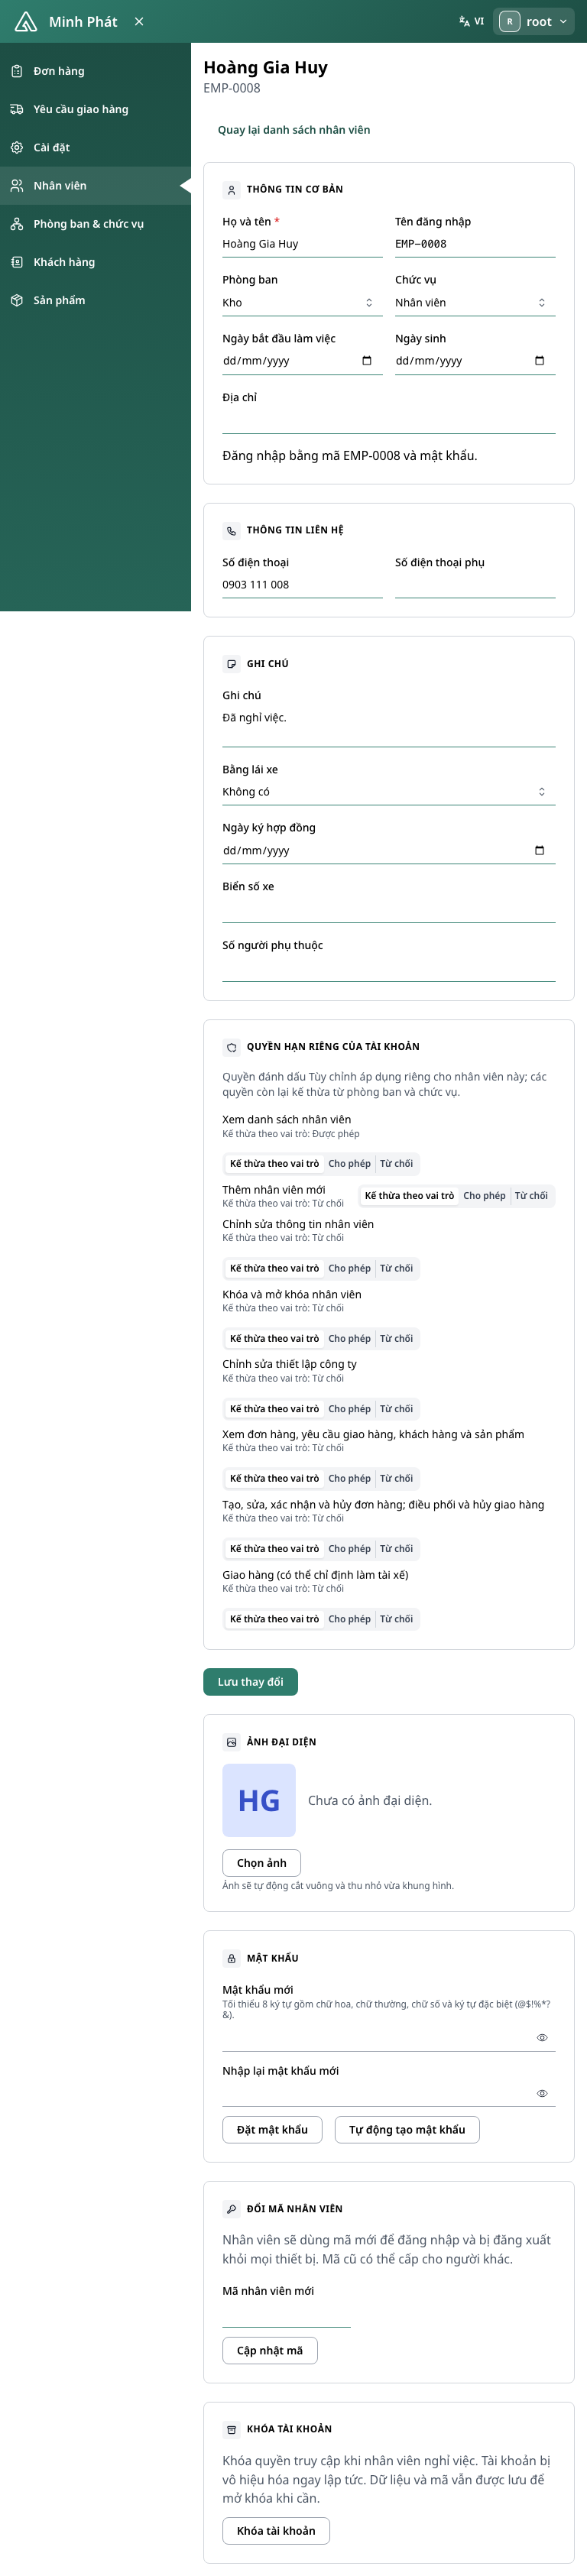 Minh Phát
VI
R
root
Đơn hàng
Yêu cầu giao hàng
Cài đặt
Nhân viên
Phòng ban & chức vụ
Khách hàng
Sản phẩm
Hoàng Gia Huy
EMP-0008
Quay lại danh sách nhân viên
THÔNG TIN CƠ BẢN
Họ và tên *
Tên đăng nhập
Hoàng Gia Huy
EMP-0008
Phòng ban
Chức vụ
Kho
Nhân viên
Ngày bắt đầu làm việc
Ngày sinh
dd/mm/yyyy
dd/mm/yyyy
Địa chỉ
Đăng nhập bằng mã EMP-0008 và mật khẩu.
THÔNG TIN LIÊN HỆ
Số điện thoại
Số điện thoại phụ
0903 111 008
GHI CHÚ
Ghi chú
Đã nghỉ việc.
Bằng lái xe
Không có
Ngày ký hợp đồng
dd/mm/yyyy
Biển số xe
Số người phụ thuộc
QUYỀN HẠN RIÊNG CỦA TÀI KHOẢN
Quyền đánh dấu Tùy chỉnh áp dụng riêng cho nhân viên này; các
quyền còn lại kế thừa từ phòng ban và chức vụ.
Xem danh sách nhân viên
Kế thừa theo vai trò: Được phép
Kế thừa theo vai trò Cho phép Từ chối
Thêm nhân viên mới
Kế thừa theo vai trò: Từ chối
Kế thừa theo vai trò Cho phép Từ chối
Chỉnh sửa thông tin nhân viên
Kế thừa theo vai trò: Từ chối
Kế thừa theo vai trò Cho phép Từ chối
Khóa và mở khóa nhân viên
Kế thừa theo vai trò: Từ chối
Kế thừa theo vai trò Cho phép Từ chối
Chỉnh sửa thiết lập công ty
Kế thừa theo vai trò: Từ chối
Kế thừa theo vai trò Cho phép Từ chối
Xem đơn hàng, yêu cầu giao hàng, khách hàng và sản phẩm
Kế thừa theo vai trò: Từ chối
Kế thừa theo vai trò Cho phép Từ chối
Tạo, sửa, xác nhận và hủy đơn hàng; điều phối và hủy giao hàng
Kế thừa theo vai trò: Từ chối
Kế thừa theo vai trò Cho phép Từ chối
Giao hàng (có thể chỉ định làm tài xế)
Kế thừa theo vai trò: Từ chối
Kế thừa theo vai trò Cho phép Từ chối
Lưu thay đổi
ẢNH ĐẠI DIỆN
HG
Chưa có ảnh đại diện.
Chọn ảnh
Ảnh sẽ tự động cắt vuông và thu nhỏ vừa khung hình.
MẬT KHẨU
Mật khẩu mới
Tối thiểu 8 ký tự gồm chữ hoa, chữ thường, chữ số và ký tự đặc biệt (@$!%*?
&).
Nhập lại mật khẩu mới
Đặt mật khẩu
Tự động tạo mật khẩu
ĐỔI MÃ NHÂN VIÊN
Nhân viên sẽ dùng mã mới để đăng nhập và bị đăng xuất
khỏi mọi thiết bị. Mã cũ có thể cấp cho người khác.
Mã nhân viên mới
Cập nhật mã
KHÓA TÀI KHOẢN
Khóa quyền truy cập khi nhân viên nghỉ việc. Tài khoản bị
vô hiệu hóa ngay lập tức. Dữ liệu và mã vẫn được lưu để
mở khóa khi cần.
Khóa tài khoản